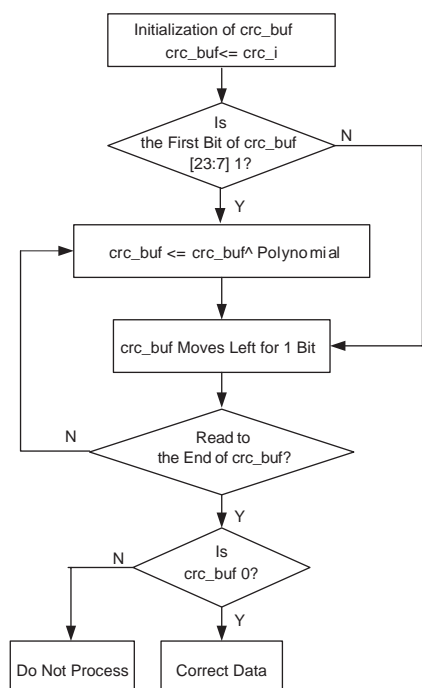 Initialization of crc_buf
crc_buf<= crc_i
Is
the First Bit of crc_buf
[23:7] 1?
N
Y
crc_buf <= crc_buf^ Polynomial
crc_buf Moves Left for 1 Bit
N
Read to
the End of crc_buf?
Y
N
Is
crc_buf 0?
Y
Do Not Process
Correct Data